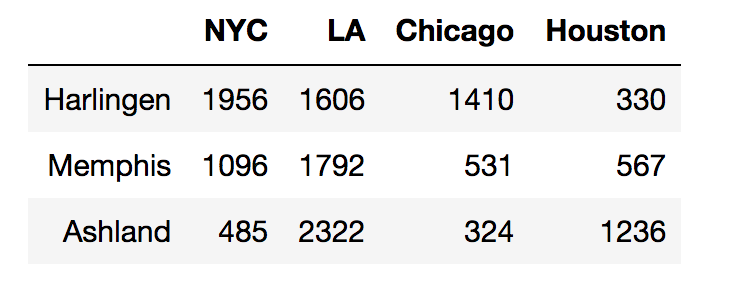 NYC LA Chicago Houston
Harlingen 1956 1606 1410 330
Memphis 1096 1792 531 567
Ashland 485 2322 324 1236